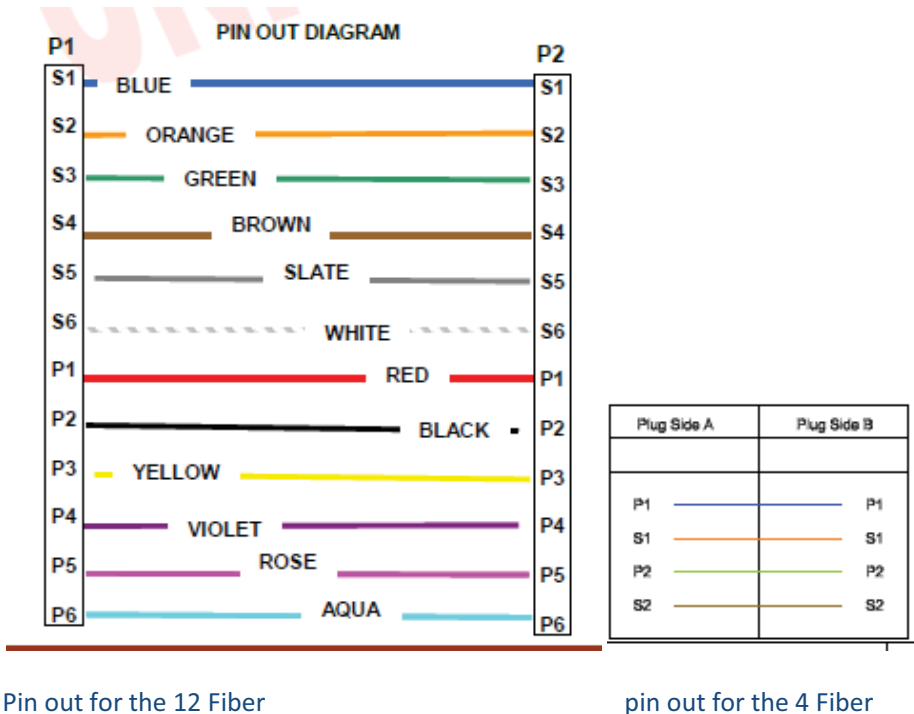 PIN OUT DIAGRAM
P1
P2
S1 BLUE S1
S2 ORANGE S2
S3 GREEN S3
S4 BROWN S4
S5 SLATE S5
S6 WHITE S6
P1 RED P1
P2 BLACK P2
P3 YELLOW P3
P4 VIOLET P4
P5 ROSE P5
P6 AQUA P6
Plug Side A Plug Side B
P1 P1
S1 S1
P2 P2
S2 S2
Pin out for the 12 Fiber
pin out for the 4 Fiber